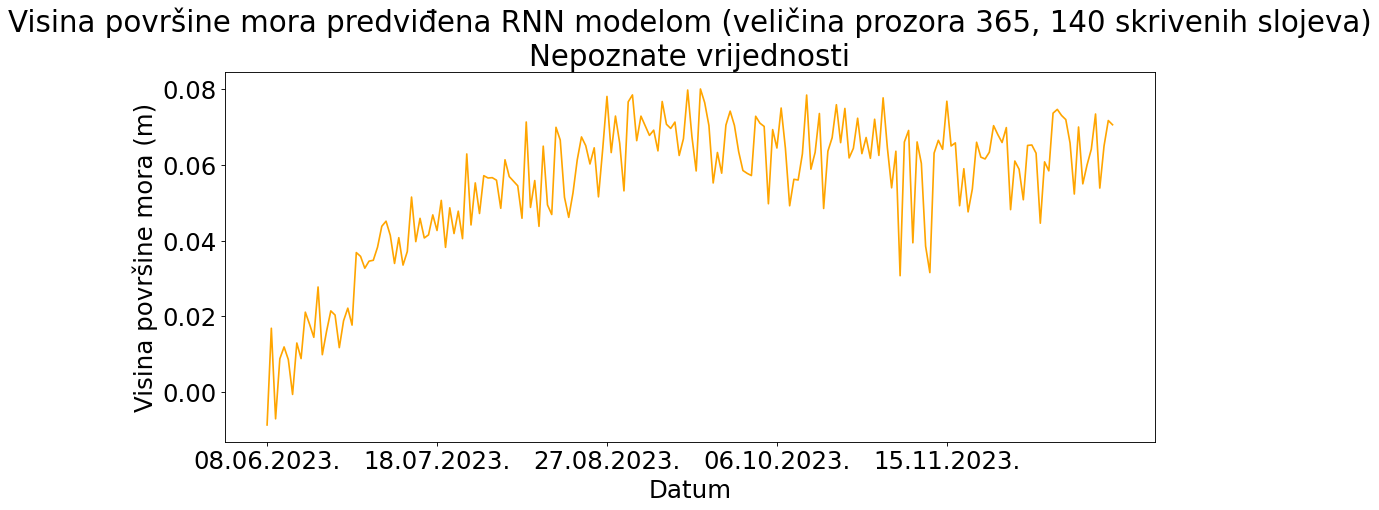 Visina površine mora predviđena RNN modelom (veličina prozora 365, 140 skrivenih slojeva)
Nepoznate vrijednosti
Visina površine mora (m)
0.08
0.06
0.04
0.02
0.00
08.06.2023. 18.07.2023. 27.08.2023. 06.10.2023. 15.11.2023.
Datum